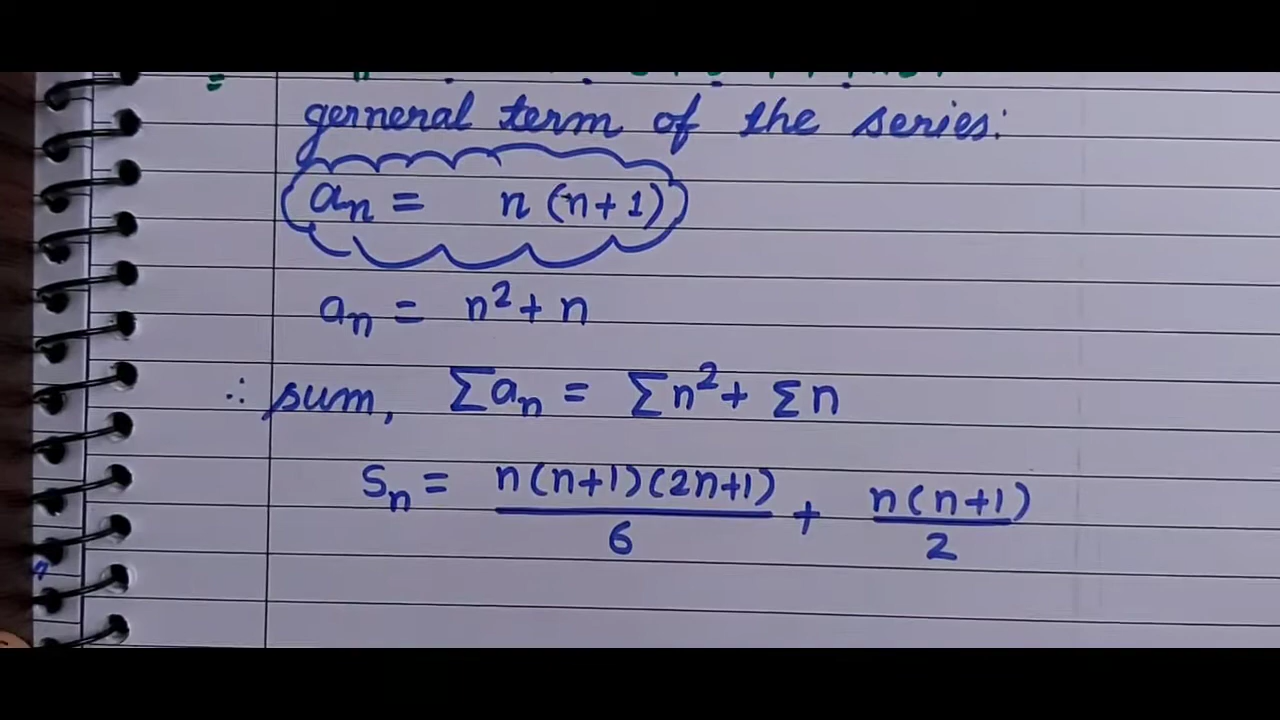 gerneral term of the series:
an = n (n+1)
an = n² + n
∴ sum, Σan = Σn² + Σn
Sn = n(n+1)(2n+1)/6 + n(n+1)/2